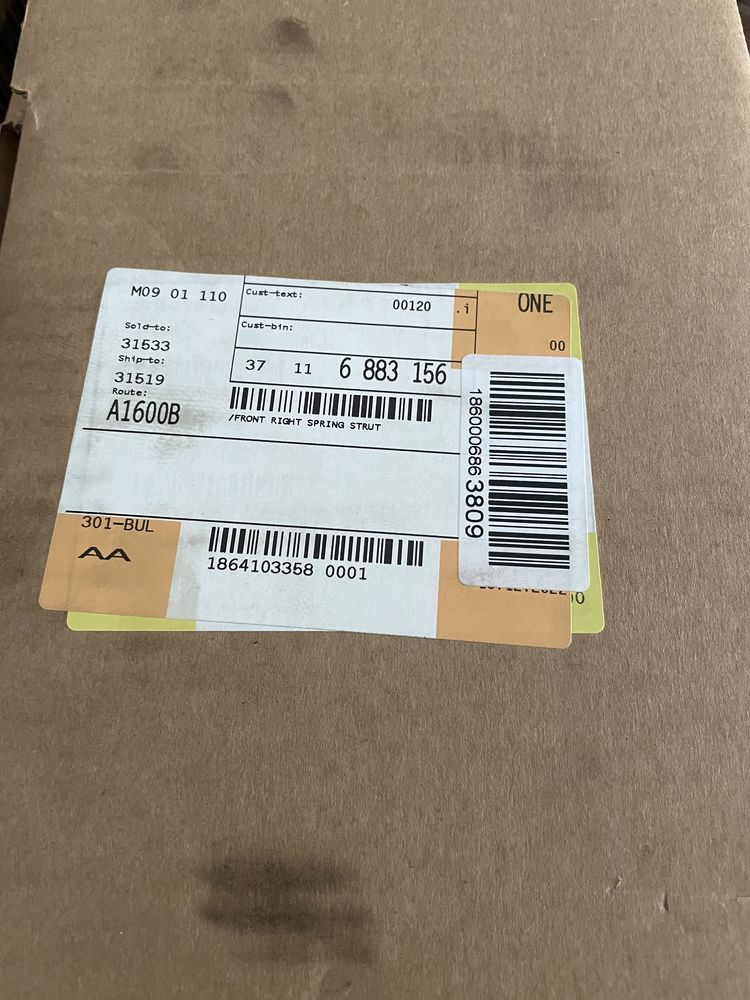 M09 01 110
Cust-text:
00120
.i
ONE
Cust-bin:
00
Sold-to:
31533
Ship-to:
31519
Route:
A1600B
37 11 6 883 156
/FRONT RIGHT SPRING STRUT
186000686 3809
301-BUL
AA
1864103358 0001